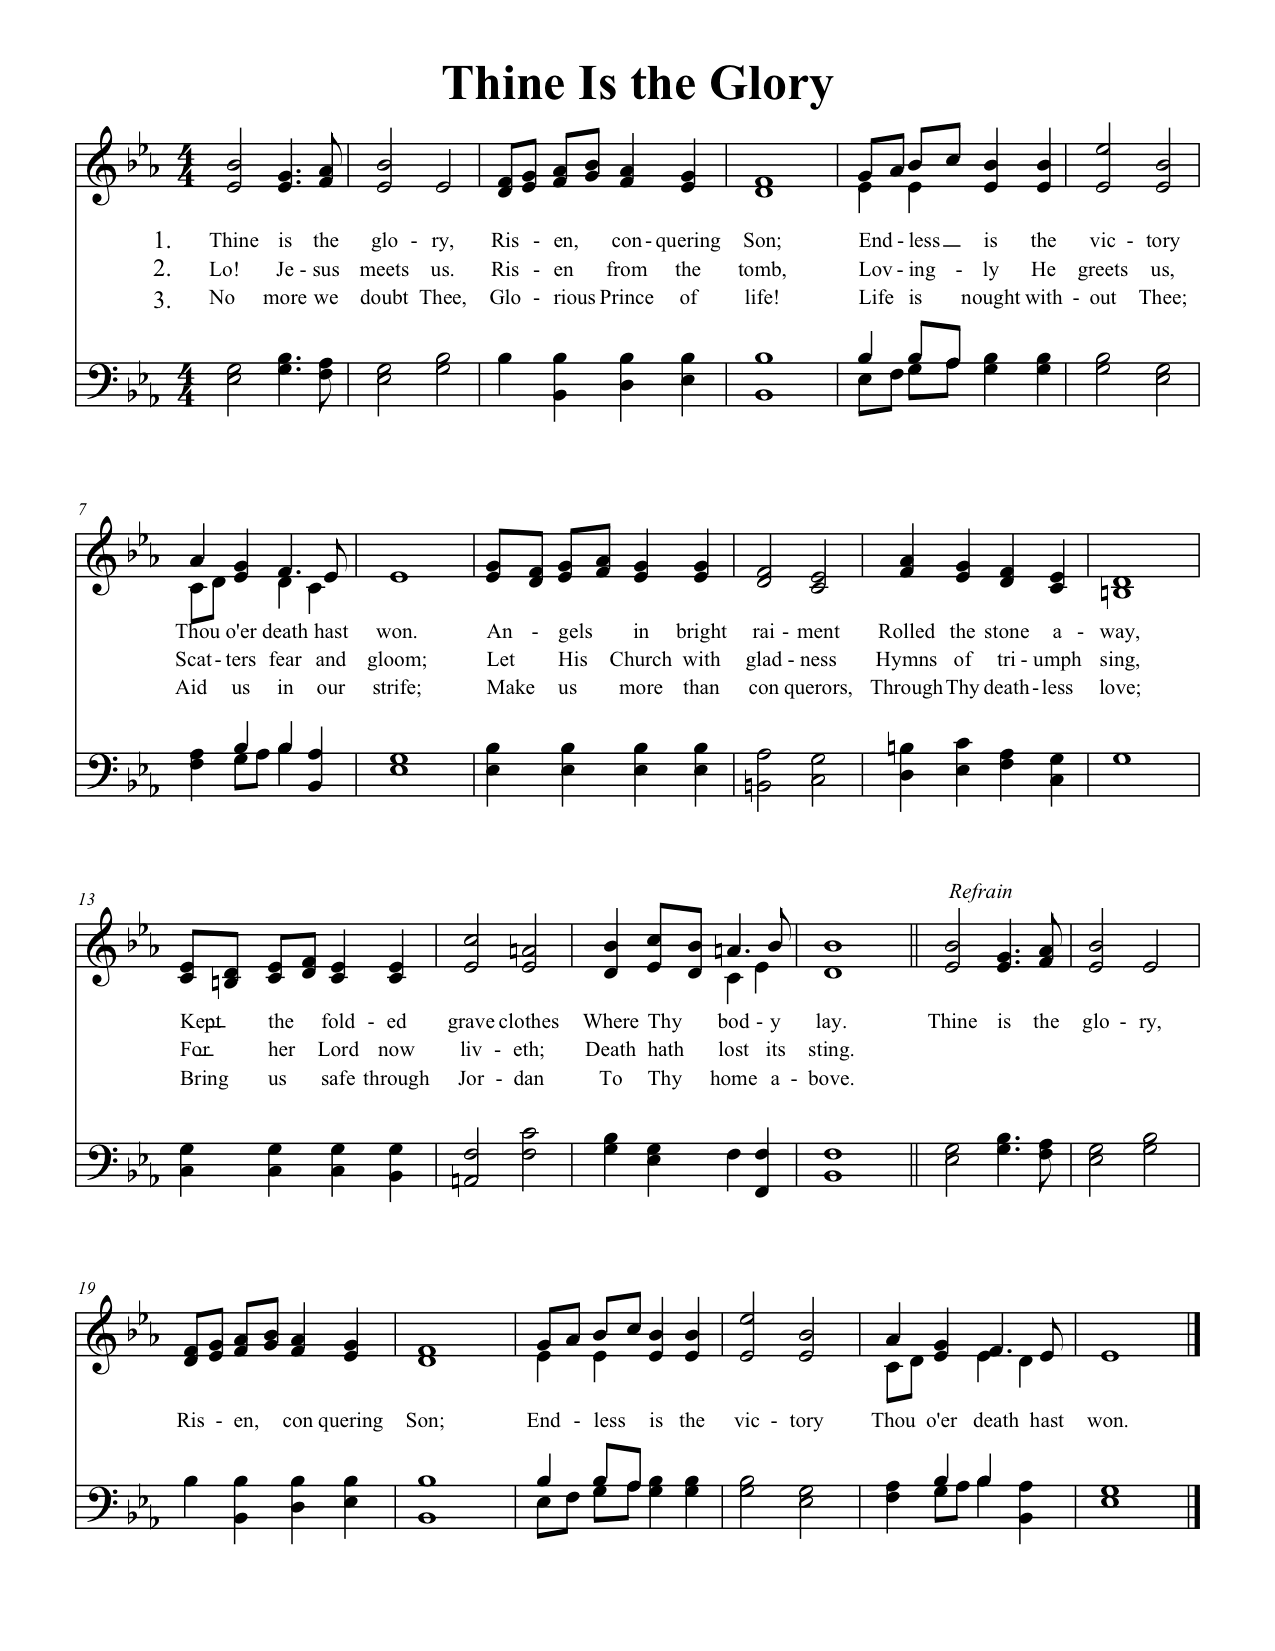 Thine Is the Glory
1. Thine is the glo - ry, Ris - en, con - quering Son; End - less is the vic - tory
2. Lo! Je - sus meets us. Ris - en from the tomb, Lov - ing - ly He greets us,
3. No more we doubt Thee, Glo - rious Prince of life! Life is nought with - out Thee;
7
Thou o'er death hast won. An - gels in bright rai - ment Rolled the stone a - way,
Scat - ters fear and gloom; Let His Church with glad - ness Hymns of tri - umph sing,
Aid us in our strife; Make us more than con querors, Through Thy death - less love;
13
Refrain
Kept the fold - ed grave clothes Where Thy bod - y lay. Thine is the glo - ry,
For her Lord now liv - eth; Death hath lost its sting.
Bring us safe through Jor - dan To Thy home a - bove.
19
Ris - en, con quering Son; End - less is the vic - tory Thou o'er death hast won.